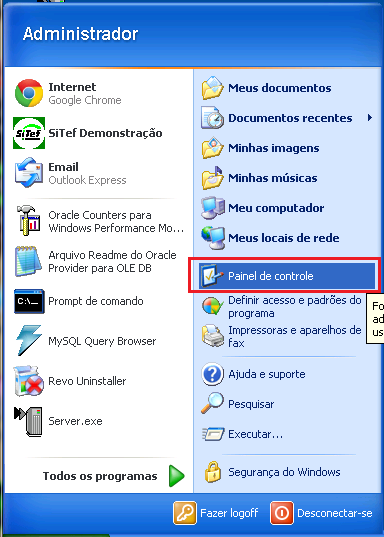 Administrador
Internet
Google Chrome
SiTef Demonstração
SiTef
Email
Outlook Express
Oracle Counters para
Windows Performance Mo...
Arquivo Readme do Oracle
Provider para OLE DB
Prompt de comando
C:\_
MySQL Query Browser
Revo Uninstaller
Server.exe
Todos os programas
Meus documentos
Documentos recentes
Minhas imagens
Minhas músicas
Meu computador
Meus locais de rede
Painel de controle
Fo
ad
us
Definir acesso e padrões do
programa
Impressoras e aparelhos de
fax
Ajuda e suporte
Pesquisar
Executar...
Segurança do Windows
Fazer logoff
Desconectar-se